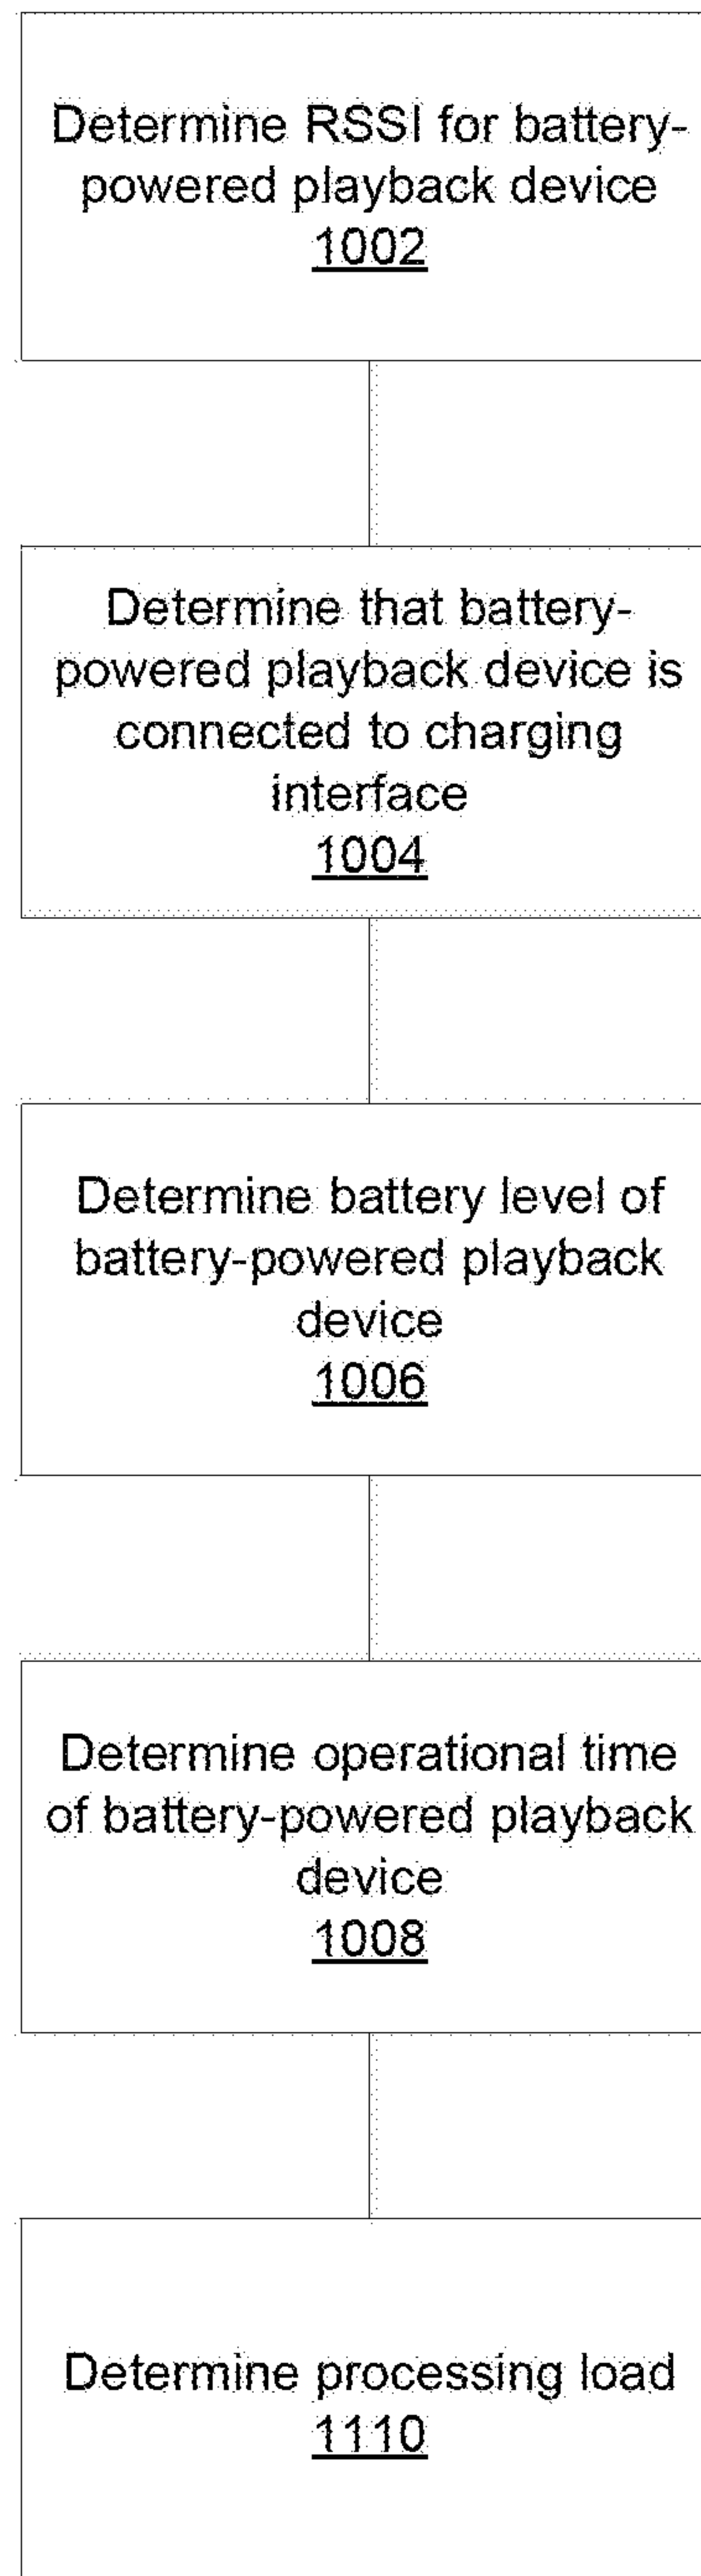 Determine RSSI for battery-
powered playback device
1002
Determine that battery-
powered playback device is
connected to charging
interface
1004
Determine battery level of
battery-powered playback
device
1006
Determine operational time
of battery-powered playback
device
1008
Determine processing load
1110